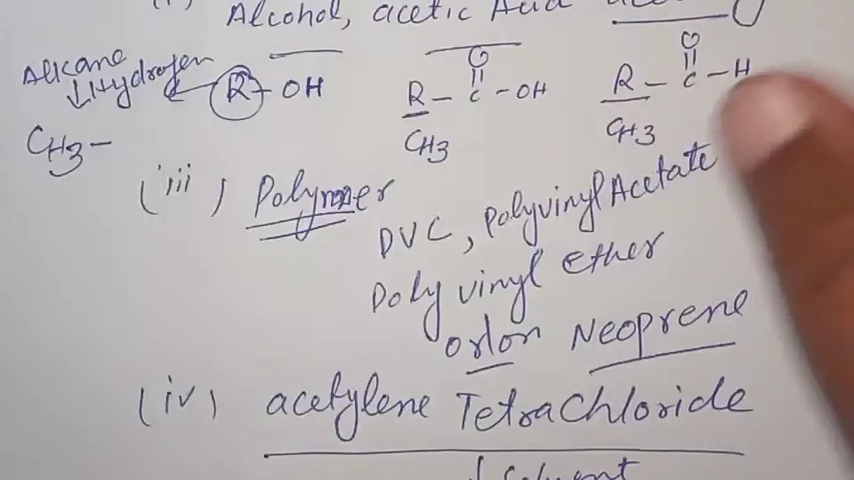 Alcohol, acetic Acid
Alkane
Hydrogen
R - OH
O
R - C - OH
O
R - C - H
CH3 -
CH3
CH3
(iii) Polymer
PVC, Polyvinyl Acetate
Poly vinyl Ether
Orlon Neoprene
(iv) acetylene TetraChloride
Solvent